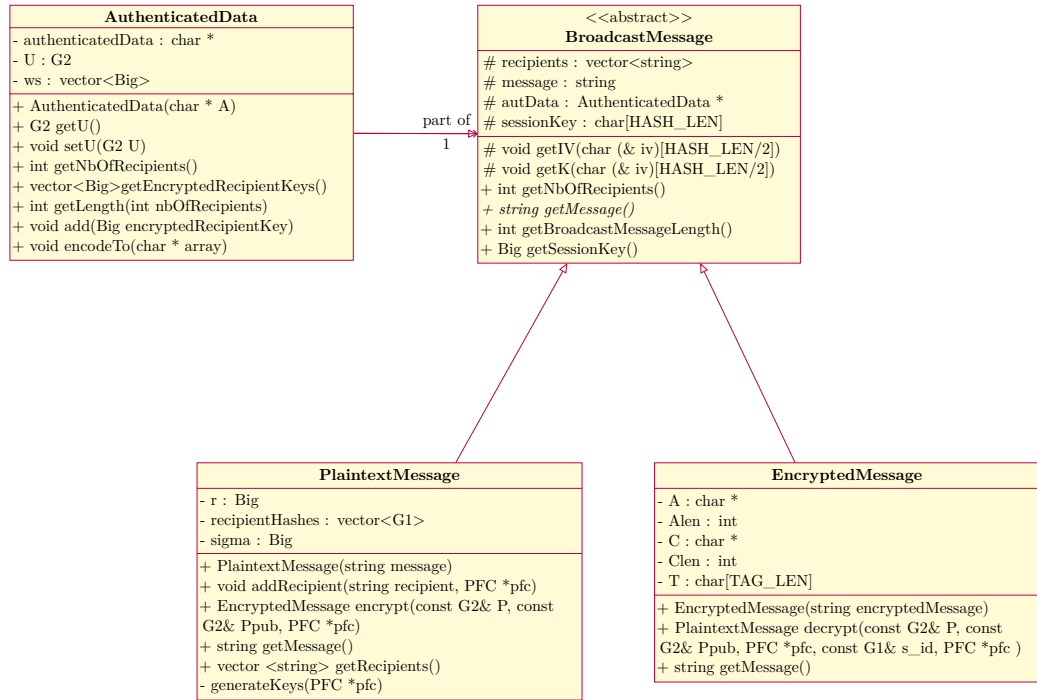 AuthenticatedData
- authenticatedData : char *
- U : G2
- ws : vector<Big>
+ AuthenticatedData(char * A)
+ G2 getU()
+ void setU(G2 U)
+ int getNbOfRecipients()
+ vector<Big>getEncryptedRecipientKeys()
+ int getLength(int nbOfRecipients)
+ void add(Big encryptedRecipientKey)
+ void encodeTo(char * array)
part of
1
<<abstract>>
BroadcastMessage
# recipients : vector<string>
# message : string
# autData : AuthenticatedData *
# sessionKey : char[HASH_LEN]
# void getIV(char (& iv)[HASH_LEN/2])
# void getK(char (& iv)[HASH_LEN/2])
+ int getNbOfRecipients()
+ string getMessage()
+ int getBroadcastMessageLength()
+ Big getSessionKey()
PlaintextMessage
- r : Big
- recipientHashes : vector<G1>
- sigma : Big
+ PlaintextMessage(string message)
+ void addRecipient(string recipient, PFC *pfc)
+ EncryptedMessage encrypt(const G2& P, const
G2& Ppub, PFC *pfc)
+ string getMessage()
+ vector <string> getRecipients()
- generateKeys(PFC *pfc)
EncryptedMessage
- A : char *
- Alen : int
- C : char *
- Clen : int
- T : char[TAG_LEN]
+ EncryptedMessage(string encryptedMessage)
+ PlaintextMessage decrypt(const G2& P, const
G2& Ppub, PFC *pfc, const G1& s_id, PFC *pfc )
+ string getMessage()